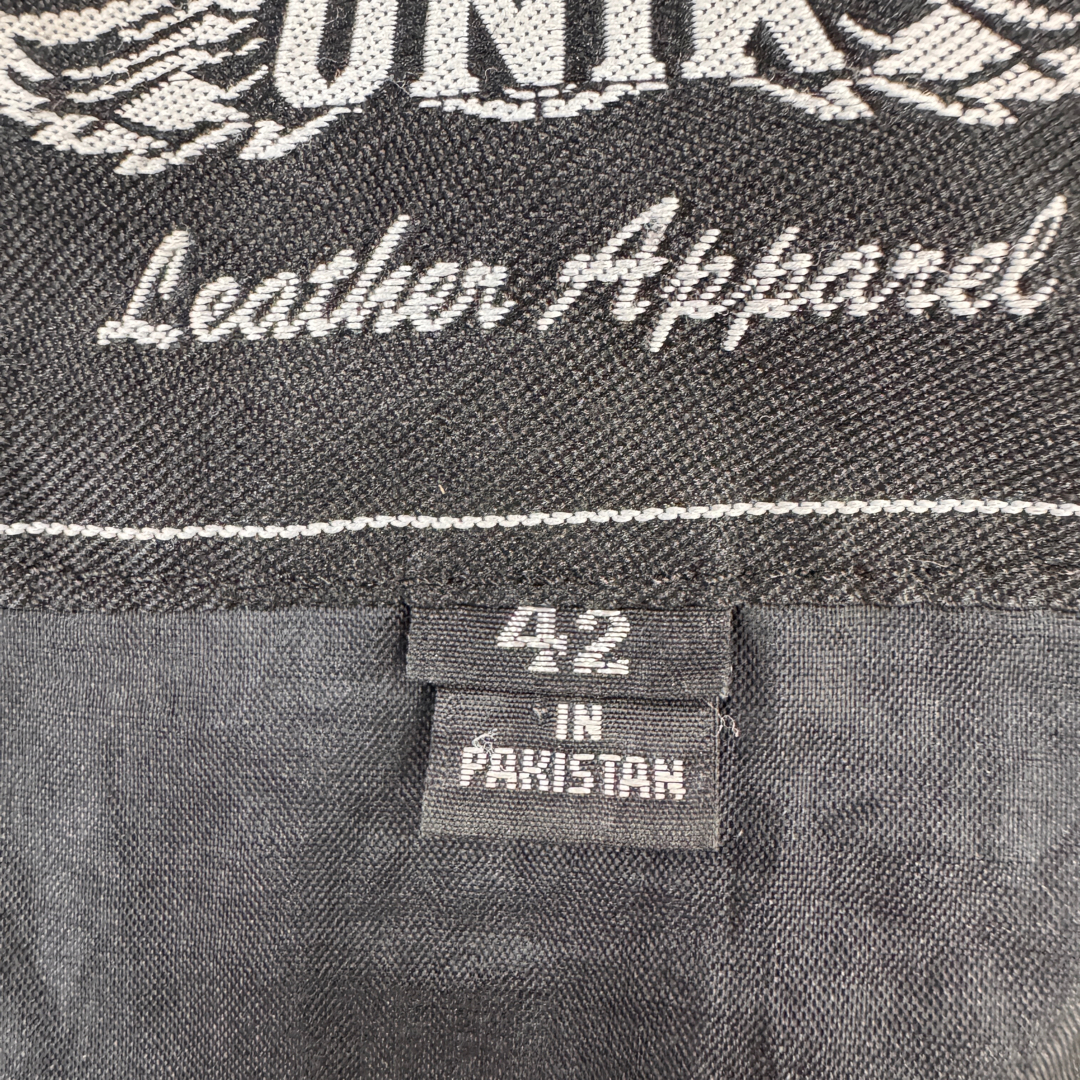 UNIK
Leather Apparel
42
IN
PAKISTAN